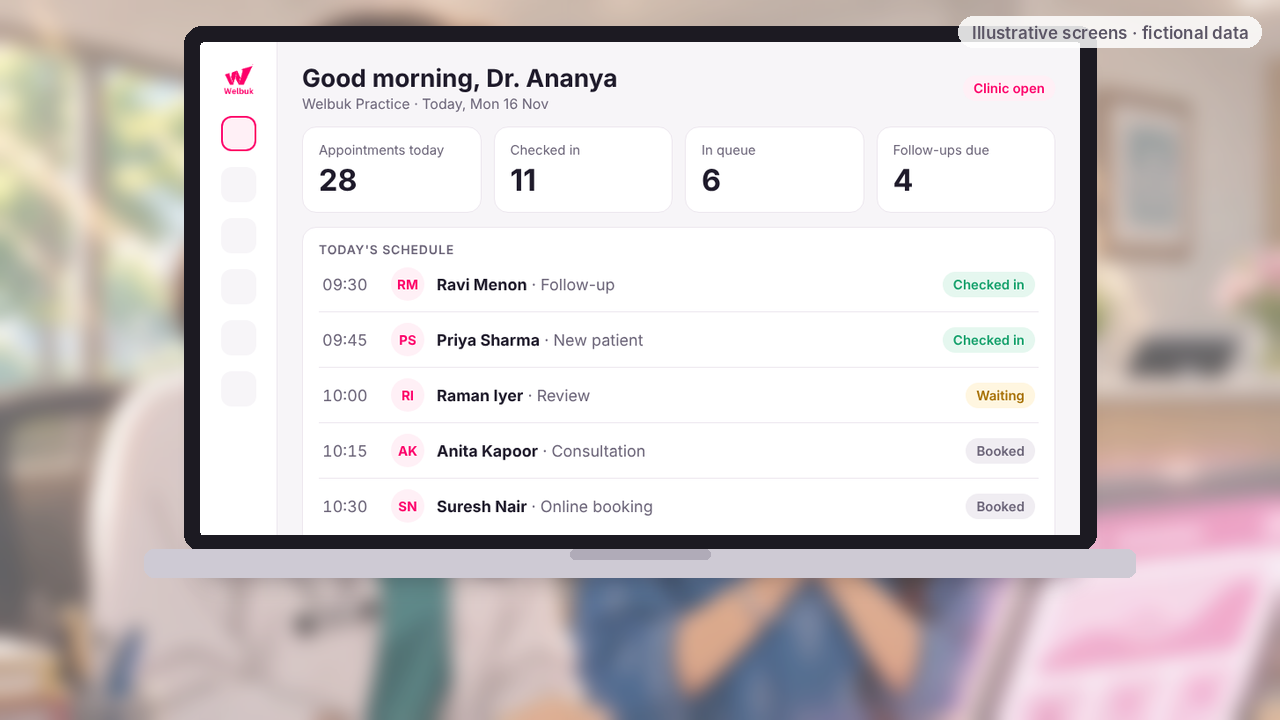 Illustrative screens · fictional data
Welbuk
Good morning, Dr. Ananya
Welbuk Practice · Today, Mon 16 Nov
Clinic open
Appointments today
28
Checked in
11
In queue
6
Follow-ups due
4
TODAY'S SCHEDULE
09:30 RM Ravi Menon · Follow-up Checked in
09:45 PS Priya Sharma · New patient Checked in
10:00 RI Raman Iyer · Review Waiting
10:15 AK Anita Kapoor · Consultation Booked
10:30 SN Suresh Nair · Online booking Booked